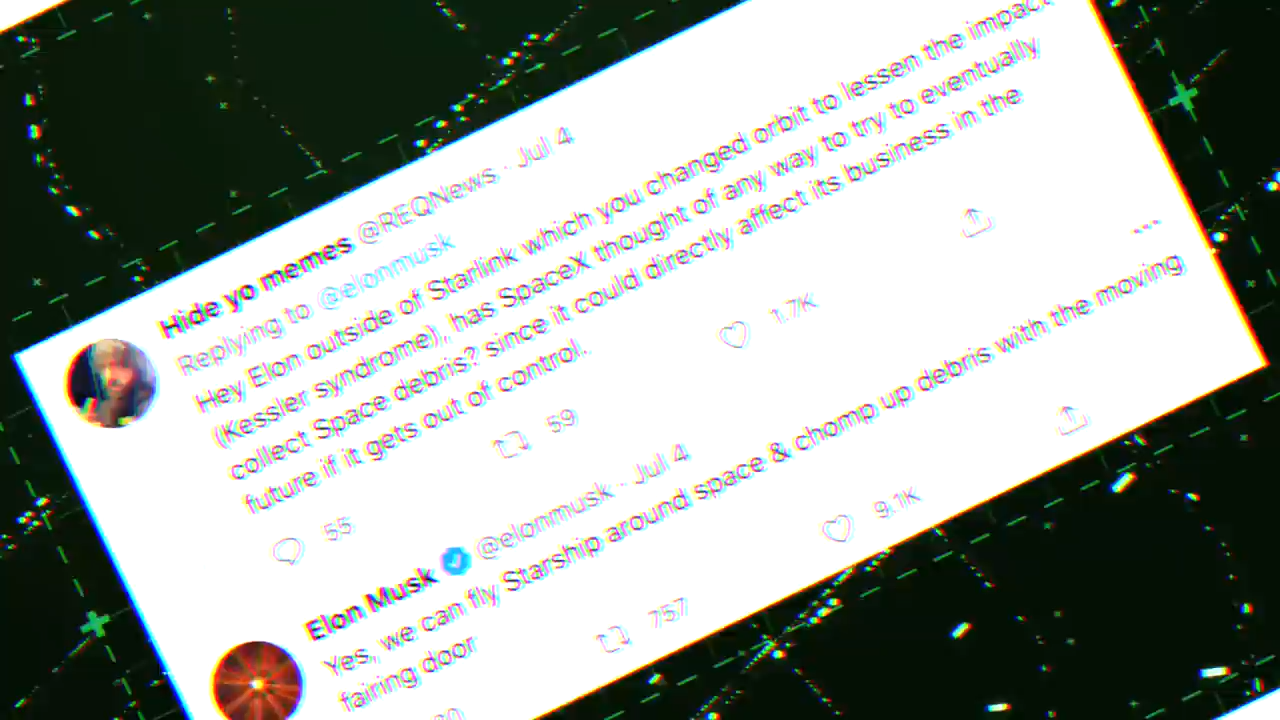 Hide yo memes @REQNews · Jul 4
Replying to @elonmusk
Hey Elon outside of Starlink which you changed orbit to lessen the impact
(Kessler syndrome), has SpaceX thought of any way to try to eventually
collect Space debris? since it could directly affect its business in the
future if it gets out of control.
55 59 1.7K
Elon Musk @elonmusk · Jul 4
Yes, we can fly Starship around space & chomp up debris with the moving
fairing door
757 9.1K